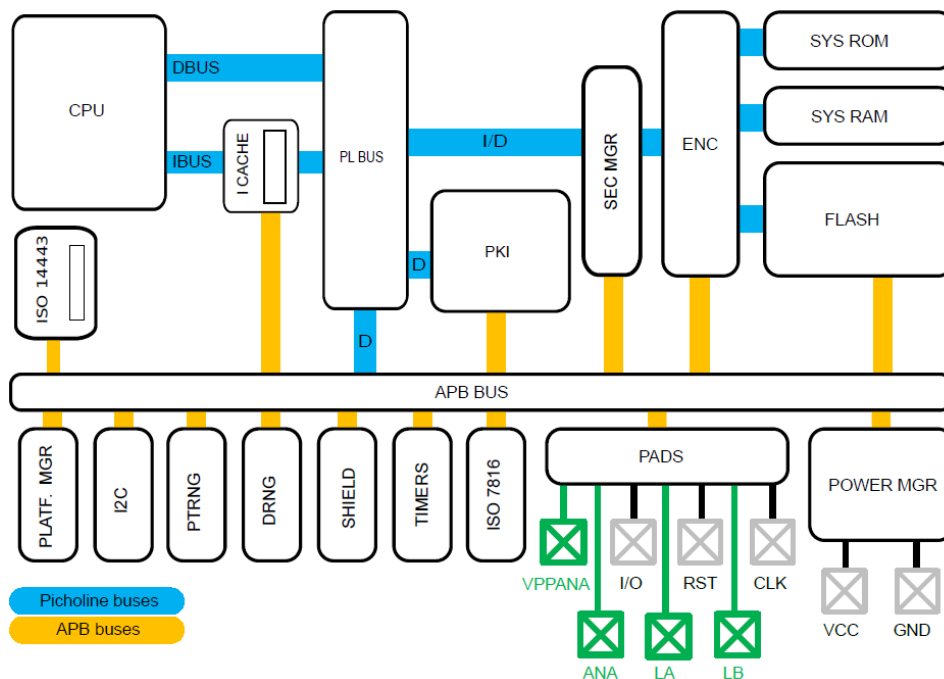 CPU
DBUS
IBUS
I CACHE
PL BUS
I/D
SEC MGR
ENC
SYS ROM
SYS RAM
FLASH
ISO 14443
D
PKI
D
APB BUS
PLATF. MGR
I2C
PTRNG
DRNG
SHIELD
TIMERS
ISO 7816
PADS
POWER MGR
VPPANA
I/O
RST
CLK
VCC
GND
ANA
LA
LB
Picholine buses
APB buses